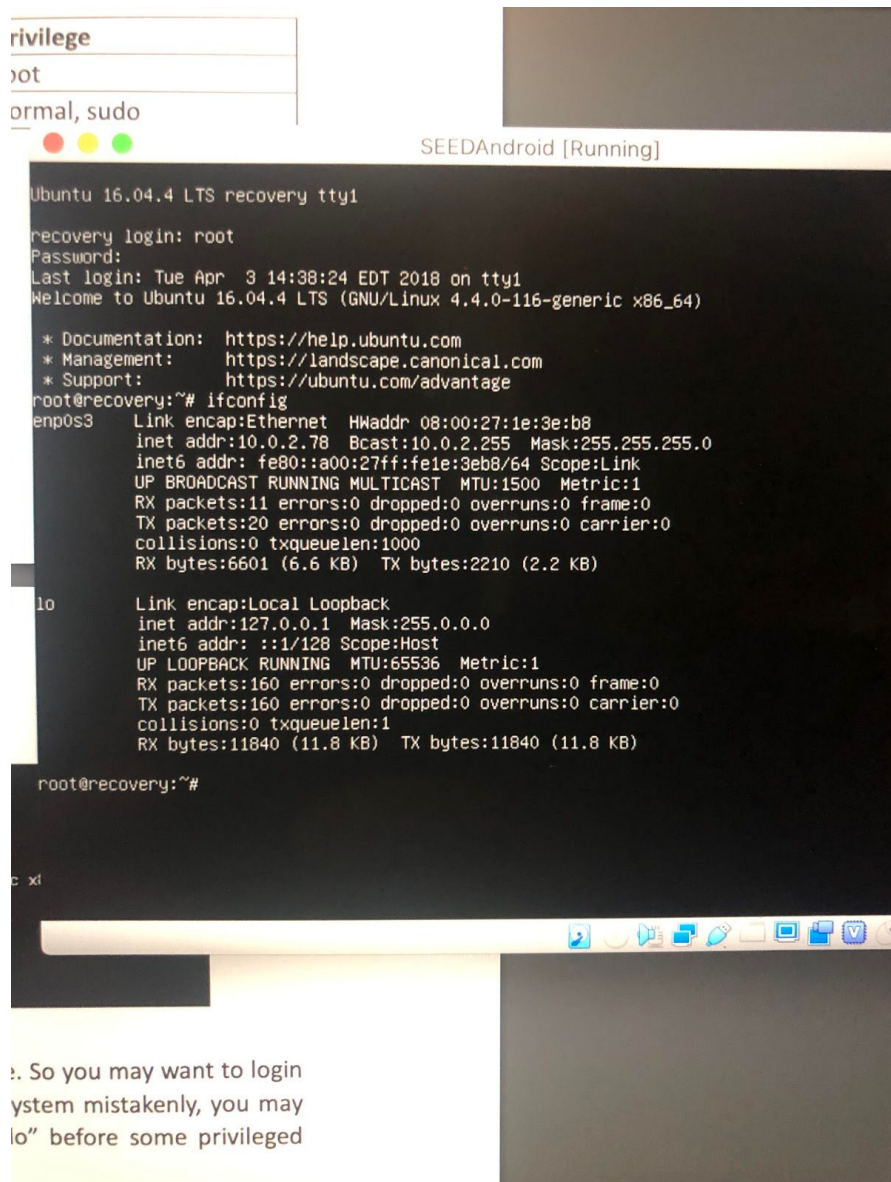 rivilege
oot
ormal, sudo
SEEDAndroid [Running]
Ubuntu 16.04.4 LTS recovery tty1
recovery login: root
Password:
Last login: Tue Apr  3 14:38:24 EDT 2018 on tty1
Welcome to Ubuntu 16.04.4 LTS (GNU/Linux 4.4.0-116-generic x86_64)
* Documentation:  https://help.ubuntu.com
* Management:     https://landscape.canonical.com
* Support:        https://ubuntu.com/advantage
root@recovery:~# ifconfig
enp0s3    Link encap:Ethernet  HWaddr 08:00:27:1e:3e:b8
inet addr:10.0.2.78  Bcast:10.0.2.255  Mask:255.255.255.0
inet6 addr: fe80::a00:27ff:fe1e:3eb8/64 Scope:Link
UP BROADCAST RUNNING MULTICAST  MTU:1500  Metric:1
RX packets:11 errors:0 dropped:0 overruns:0 frame:0
TX packets:20 errors:0 dropped:0 overruns:0 carrier:0
collisions:0 txqueuelen:1000
RX bytes:6601 (6.6 KB)  TX bytes:2210 (2.2 KB)
lo        Link encap:Local Loopback
inet addr:127.0.0.1  Mask:255.0.0.0
inet6 addr: ::1/128 Scope:Host
UP LOOPBACK RUNNING  MTU:65536  Metric:1
RX packets:160 errors:0 dropped:0 overruns:0 frame:0
TX packets:160 errors:0 dropped:0 overruns:0 carrier:0
collisions:0 txqueuelen:1
RX bytes:11840 (11.8 KB)  TX bytes:11840 (11.8 KB)
root@recovery:~#
c x
. So you may want to login
ystem mistakenly, you may
lo" before some privileged